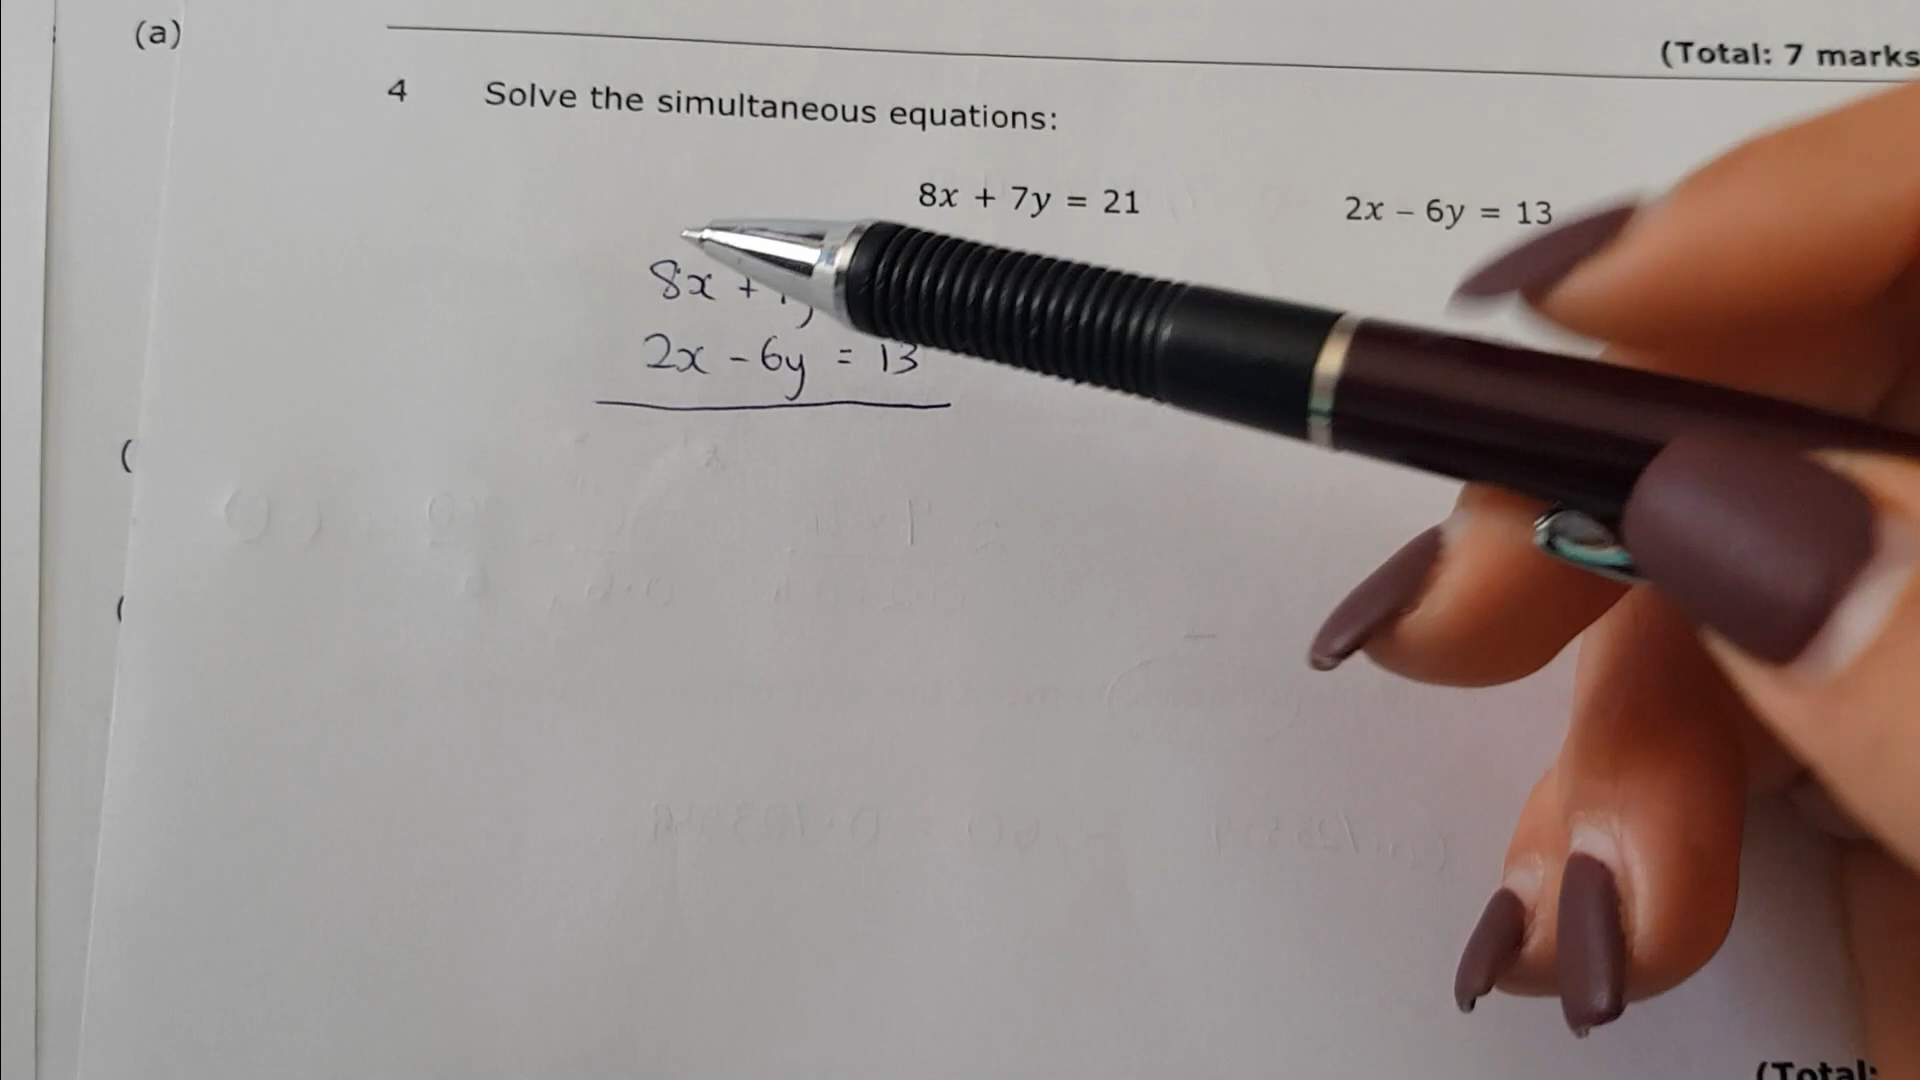 (a)
(Total: 7 marks
4 Solve the simultaneous equations:
8x + 7y = 21 2x – 6y = 13
8x +
2x - 6y = 13
(
(
(Total: